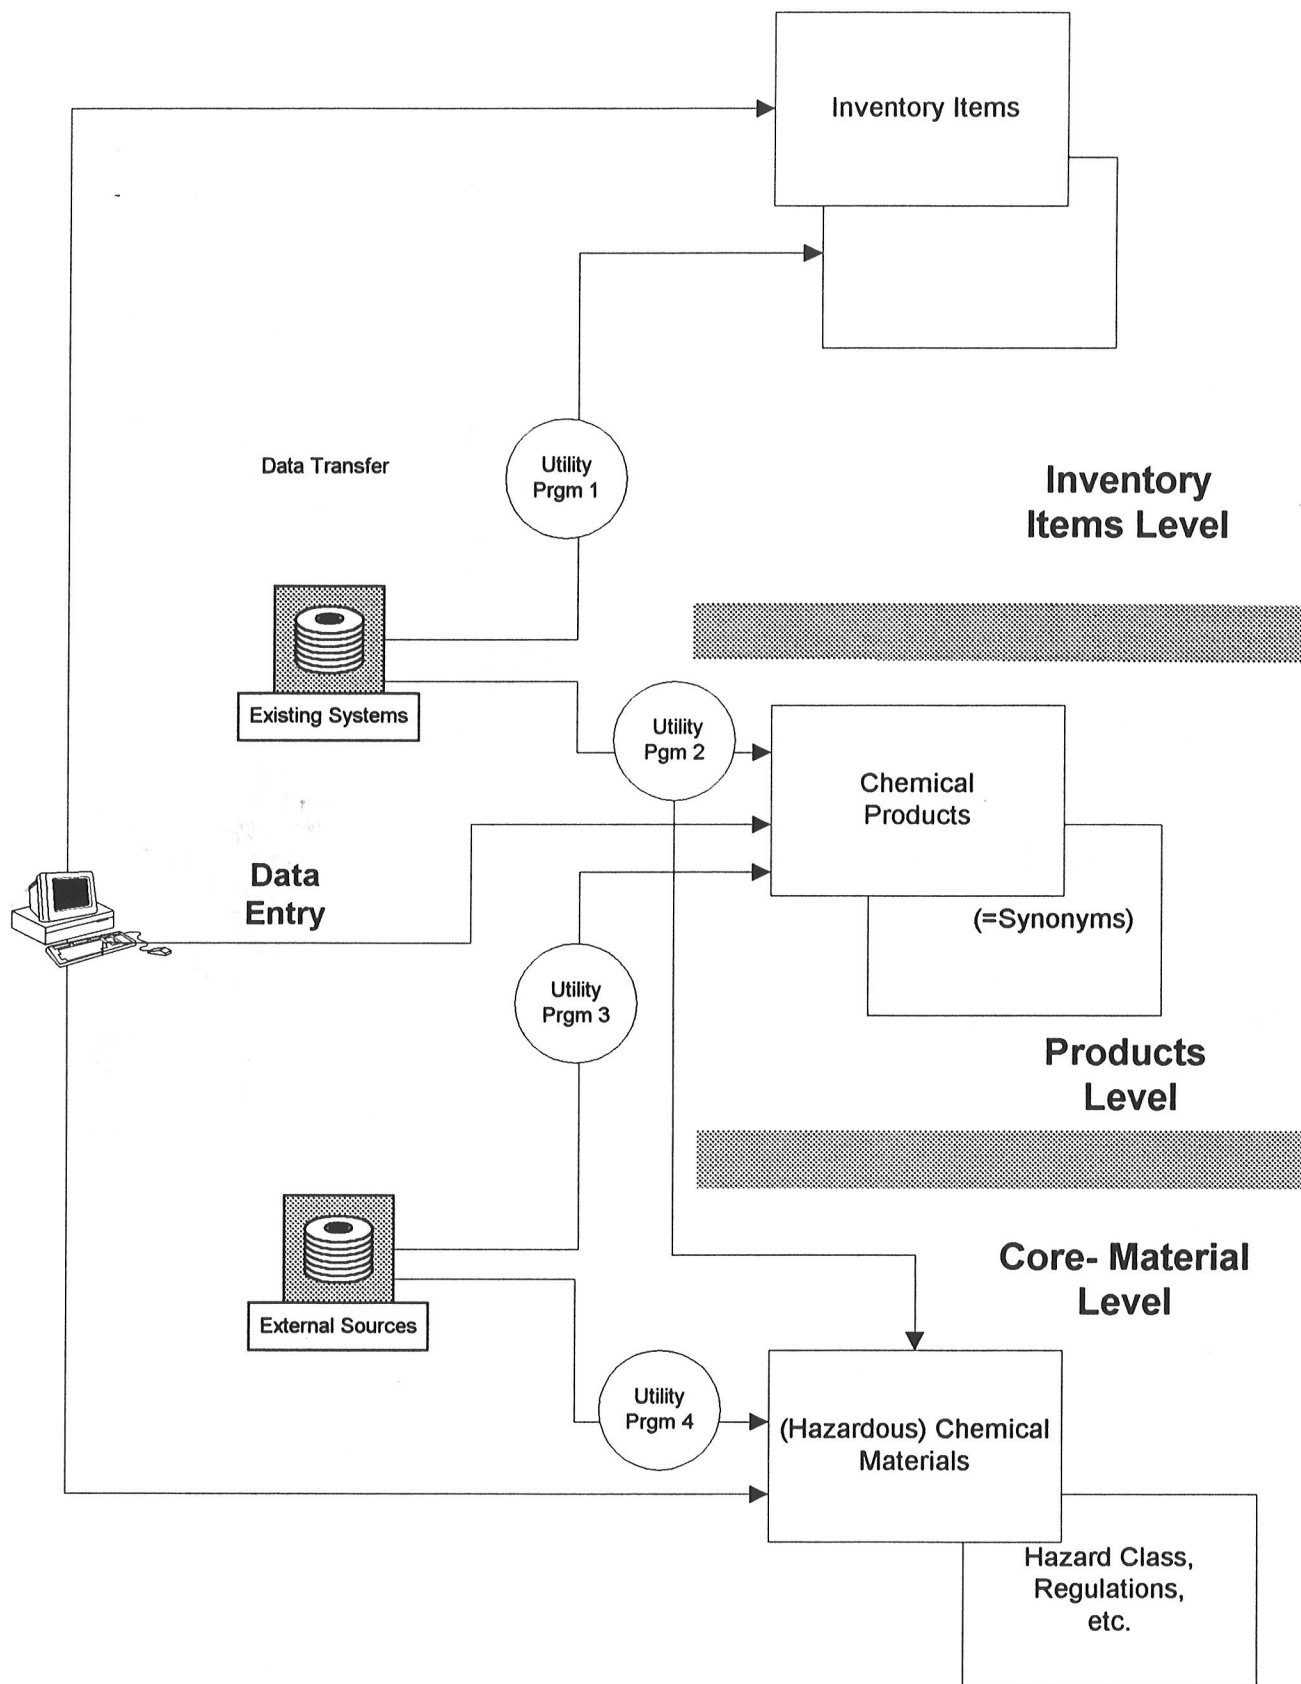 Inventory Items
Data Transfer
Utility
Prgm 1
Inventory
Items Level
Existing Systems
Utility
Pgm 2
Chemical
Products
Data
Entry
(=Synonyms)
Utility
Prgm 3
Products
Level
Core- Material
Level
External Sources
Utility
Prgm 4
(Hazardous) Chemical
Materials
Hazard Class,
Regulations,
etc.